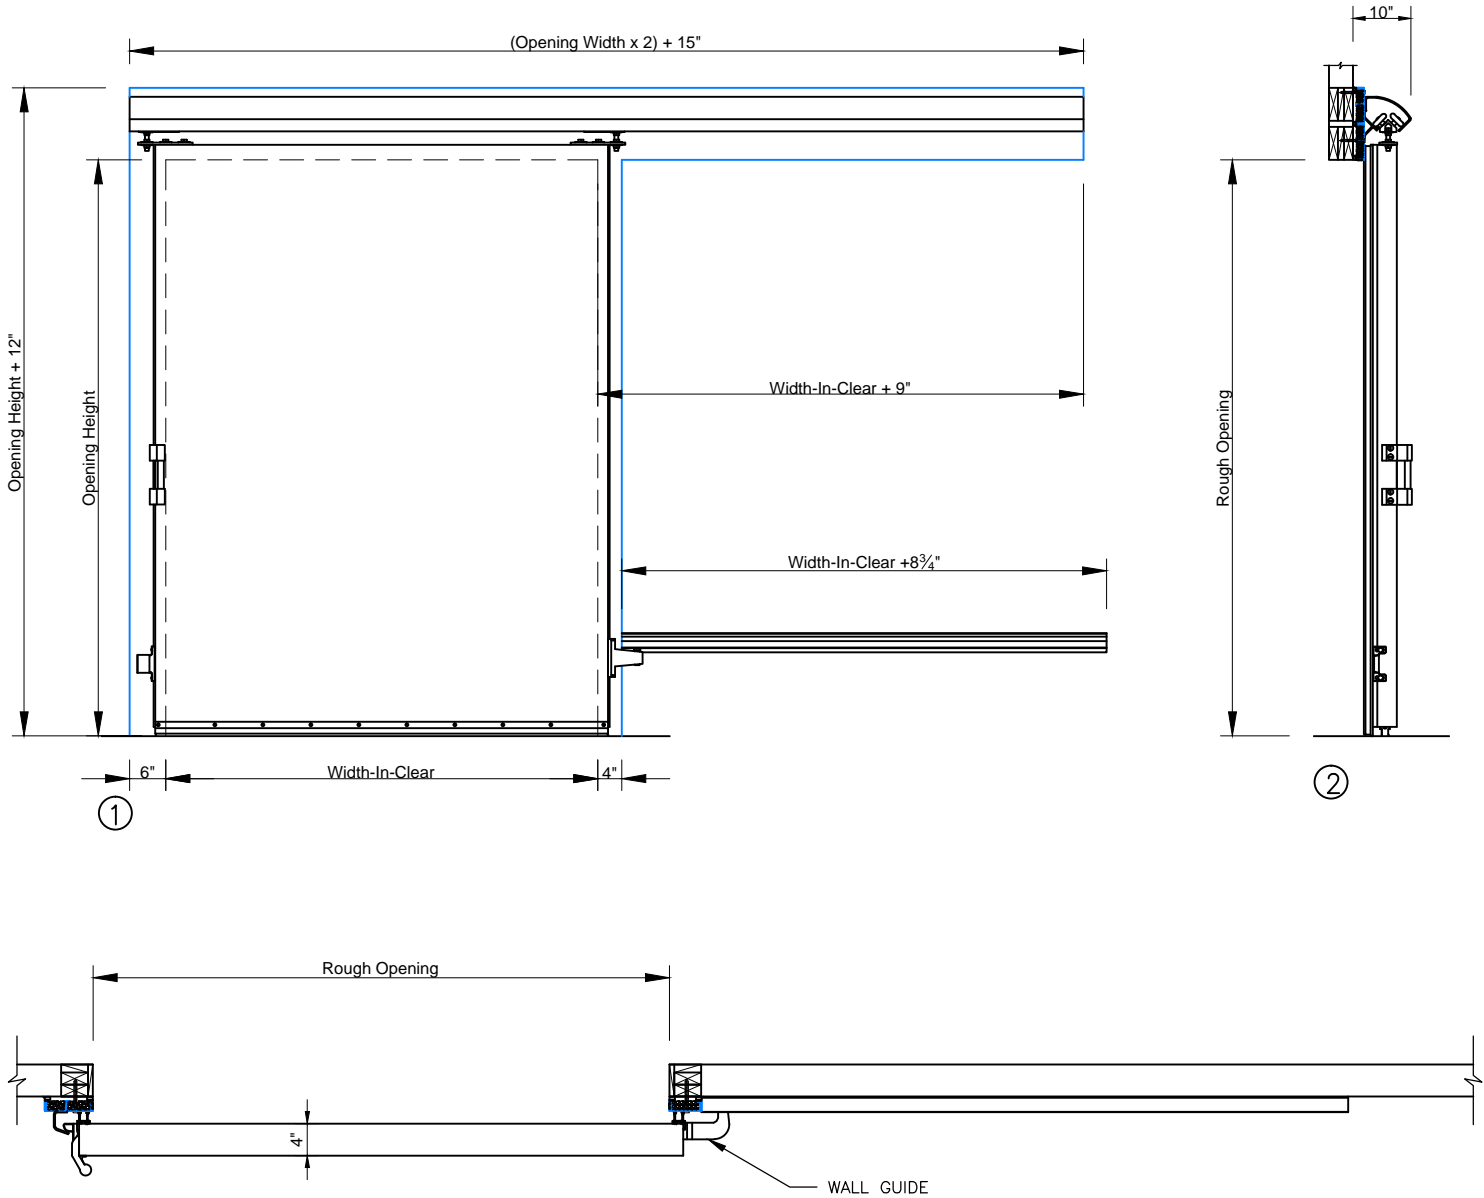 10"
(Opening Width x 2) + 15"
Opening Height + 12"
Opening Height
Width-In-Clear + 9"
Rough Opening
Width-In-Clear +8¾"
6"
Width-In-Clear
4"
1
2
Rough Opening
4"
WALL GUIDE